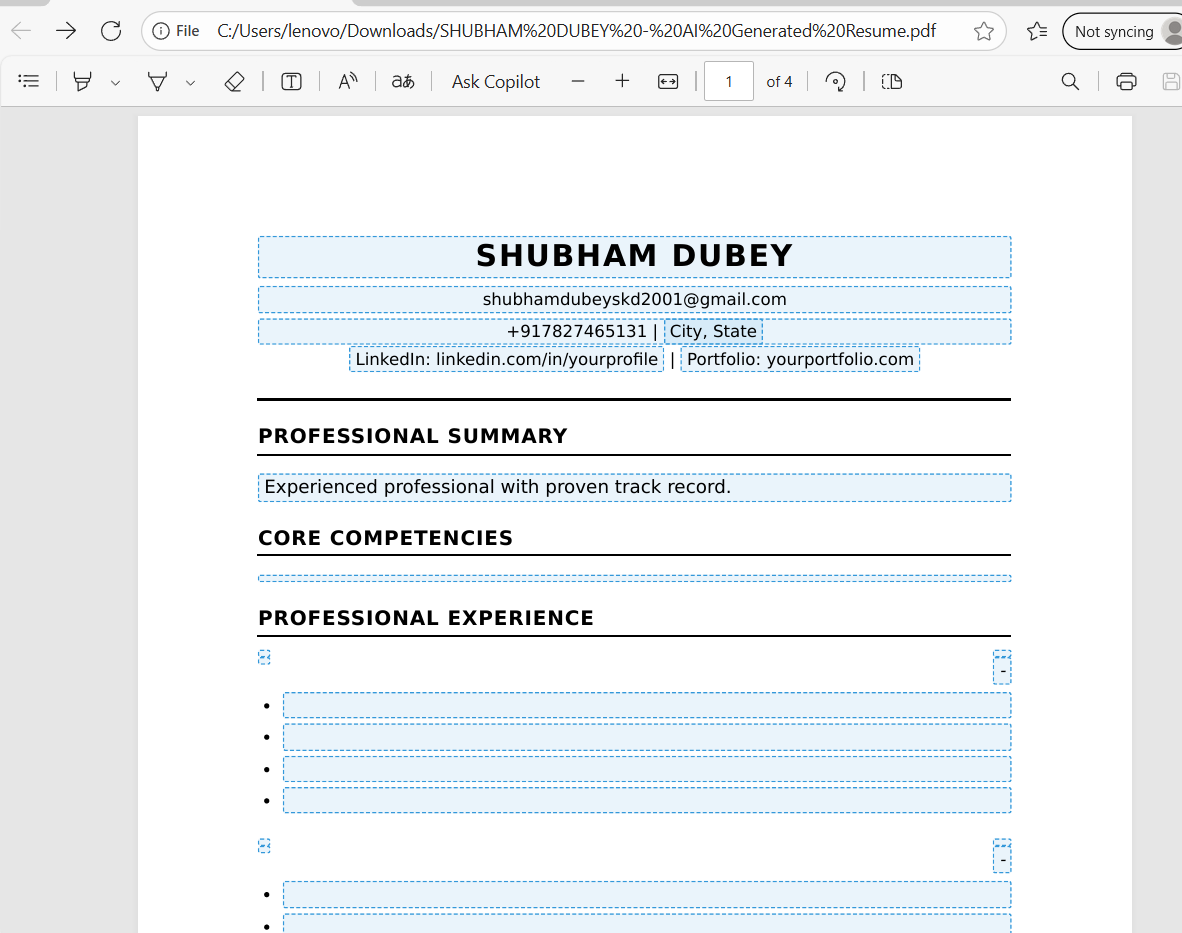 File C:/Users/lenovo/Downloads/SHUBHAM%20DUBEY%20-%20AI%20Generated%20Resume.pdf Not syncing
T A aあ Ask Copilot 1 of 4
SHUBHAM DUBEY
shubhamdubeyskd2001@gmail.com
+917827465131 | City, State
LinkedIn: linkedin.com/in/yourprofile | Portfolio: yourportfolio.com
PROFESSIONAL SUMMARY
Experienced professional with proven track record.
CORE COMPETENCIES
PROFESSIONAL EXPERIENCE
-
•
•
•
•
-
•
•